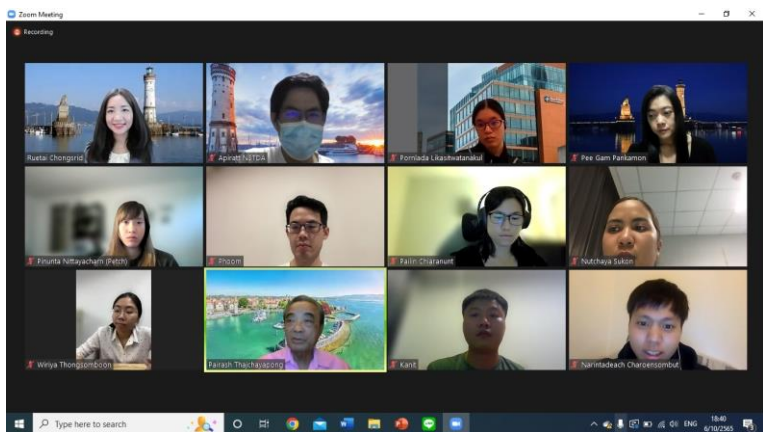 Zoom Meeting
Recording
Ruetai Chongsrid
Apiratt NSTDA
Pornlada Likasitwatanakul
Pee Gam Pankamon
Pinunta Nittayacharn (Petch)
Phoom
Pailin Chiaranunt
Nutchaya Sukon
Wiriya Thongsomboon
Pairash Thajchayapong
Kanit
Narintadeach Charoensombut
Type here to search
ENG
18:40
6/10/2565